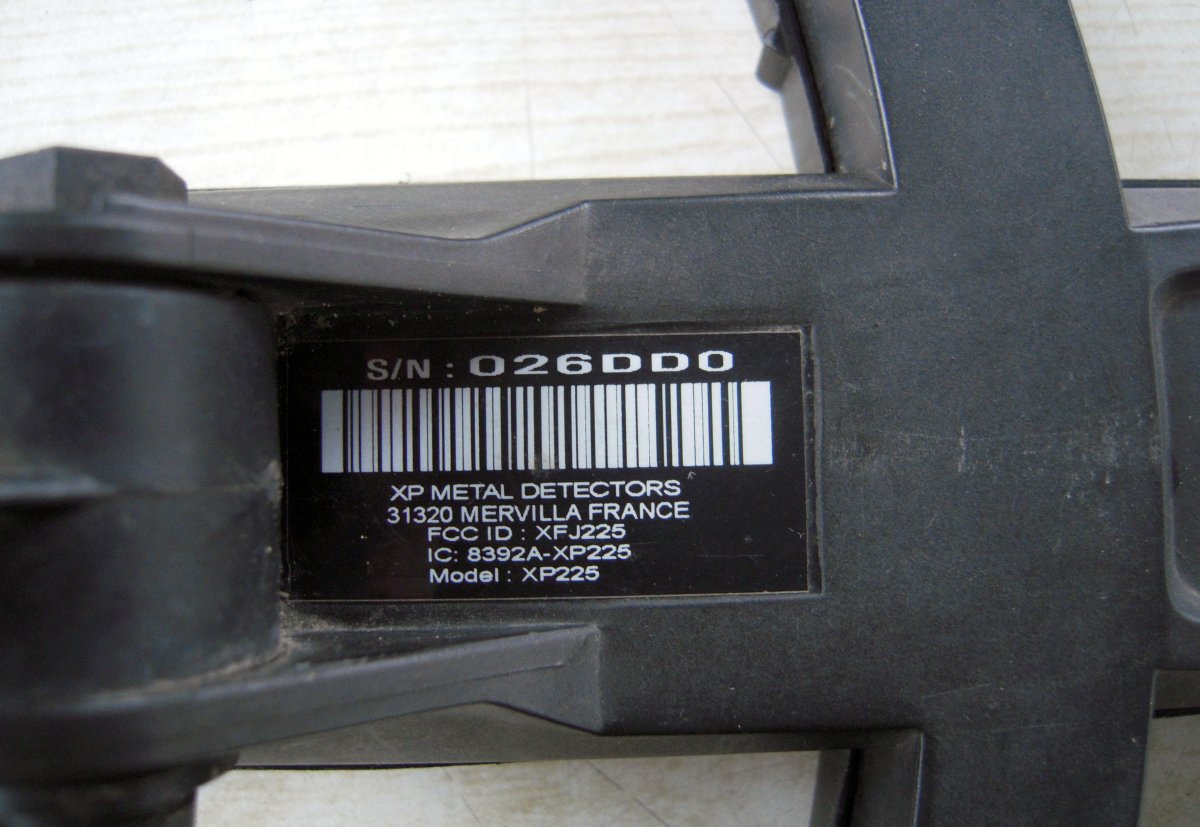 S/N : 026DD0
XP METAL DETECTORS
31320 MERVILLA FRANCE
FCC ID : XFJ225
IC: 8392A-XP225
Model : XP225